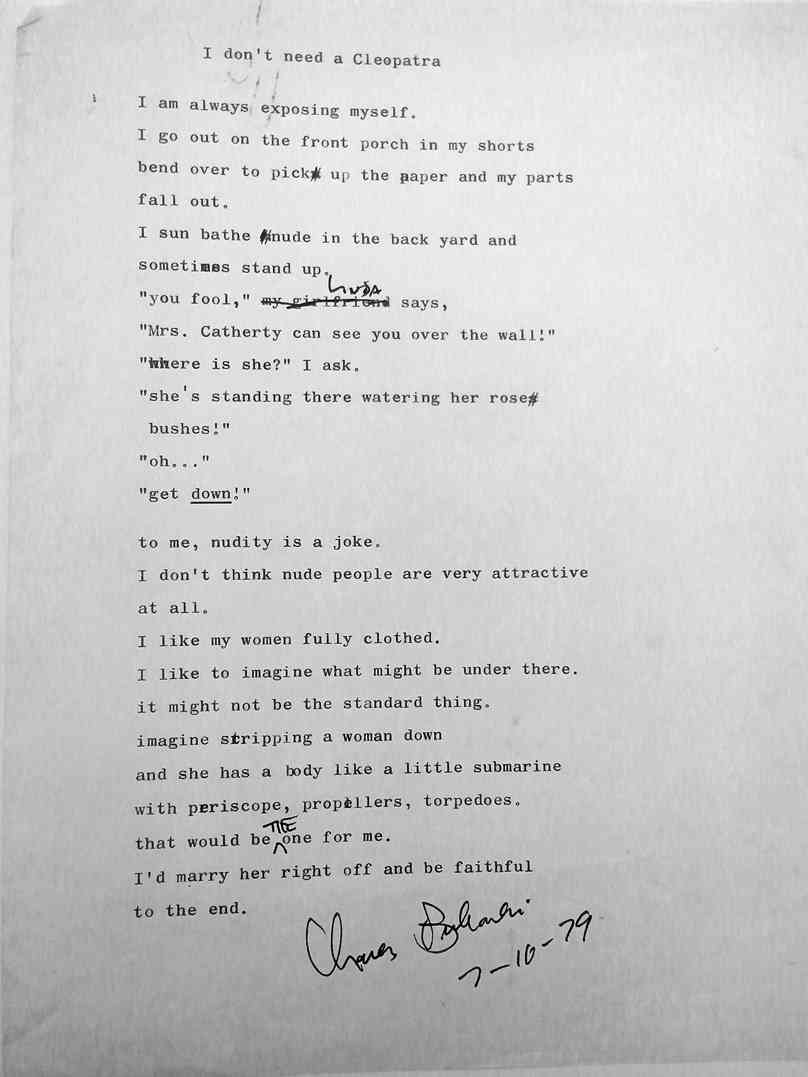 I don't need a Cleopatra
I am always exposing myself.
I go out on the front porch in my shorts
bend over to pick up the paper and my parts
fall out.
I sun bathe nude in the back yard and
sometimes stand up.
Linda
"you fool," my girlfriend says,
"Mrs. Catherty can see you over the wall!"
"where is she?" I ask.
"she's standing there watering her rose
bushes!"
"oh..."
"get down!"
to me, nudity is a joke.
I don't think nude people are very attractive
at all.
I like my women fully clothed.
I like to imagine what might be under there.
it might not be the standard thing.
imagine stripping a woman down
and she has a body like a little submarine
with periscope, propellers, torpedoes.
THE
that would be one for me.
I'd marry her right off and be faithful
to the end.
Charles Bukowski
7-10-79